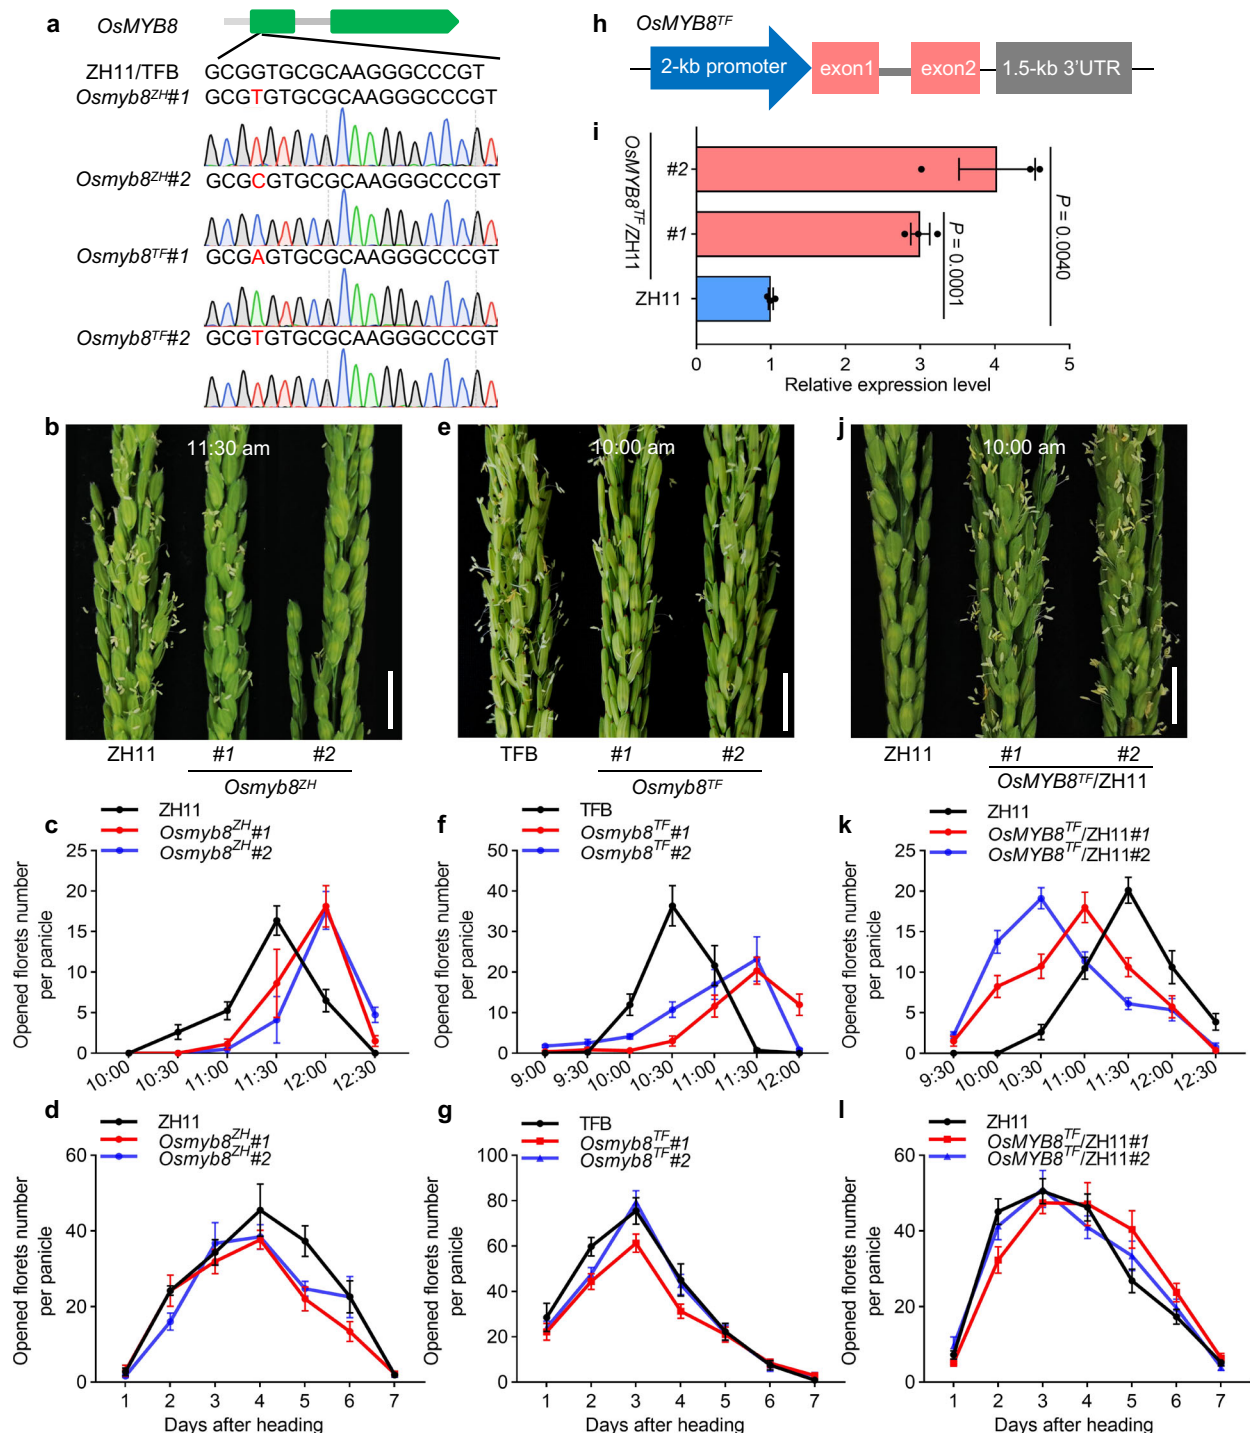 a
OsMYB8
ZH11/TFB GCGGTGCGCAAGGGCCCGT
Osmyb8ZH#1 GCGTGTGCGCAAGGGCCCGT
Osmyb8ZH#2 GCGCGTGCGCAAGGGCCCGT
Osmyb8TF#1 GCGAGTGCGCAAGGGCCCGT
Osmyb8TF#2 GCGTGTGCGCAAGGGCCCGT
h
OsMYB8TF
2-kb promoter exon1 exon2 1.5-kb 3'UTR
i
OsMYB8TF/ZH11
#2
#1
ZH11
P = 0.0001
P = 0.0040
0 1 2 3 4 5
Relative expression level
b
11:30 am
ZH11 #1 #2
Osmyb8ZH
e
10:00 am
TFB #1 #2
Osmyb8TF
j
10:00 am
ZH11 #1 #2
OsMYB8TF/ZH11
c
ZH11
Osmyb8ZH#1
Osmyb8ZH#2
Opened florets number
per panicle
25
20
15
10
5
0
10:00 10:30 11:00 11:30 12:00 12:30
f
TFB
Osmyb8TF#1
Osmyb8TF#2
Opened florets number
per panicle
50
40
30
20
10
0
9:00 9:30 10:00 10:30 11:00 11:30 12:00
k
ZH11
OsMYB8TF/ZH11#1
OsMYB8TF/ZH11#2
Opened florets number
per panicle
25
20
15
10
5
0
9:30 10:00 10:30 11:00 11:30 12:00 12:30
d
ZH11
Osmyb8ZH#1
Osmyb8ZH#2
Opened florets number
per panicle
60
40
20
0
1 2 3 4 5 6 7
Days after heading
g
TFB
Osmyb8TF#1
Osmyb8TF#2
Opened florets number
per panicle
100
80
60
40
20
0
1 2 3 4 5 6 7
Days after heading
l
ZH11
OsMYB8TF/ZH11#1
OsMYB8TF/ZH11#2
Opened florets number
per panicle
60
40
20
0
1 2 3 4 5 6 7
Days after heading